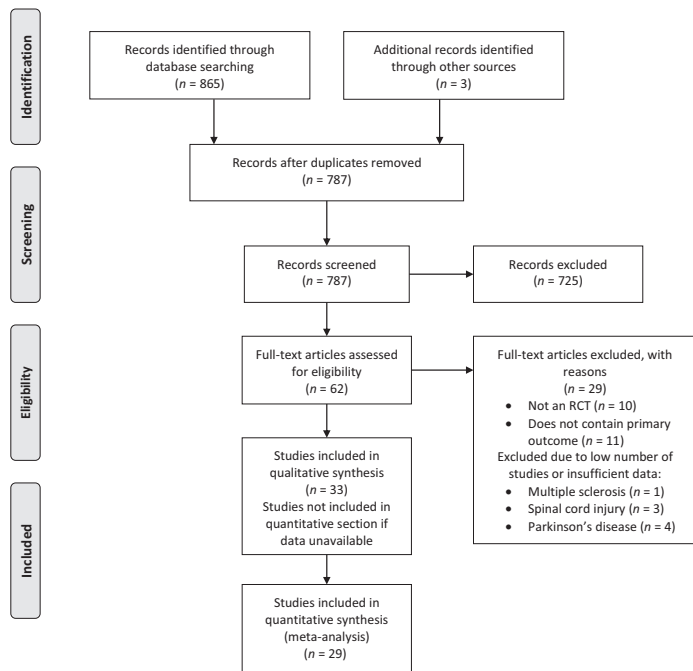 Identification
Records identified through
database searching
(n = 865)
Additional records identified
through other sources
(n = 3)
Records after duplicates removed
(n = 787)
Screening
Records screened
(n = 787)
Records excluded
(n = 725)
Eligibility
Full-text articles assessed
for eligibility
(n = 62)
Full-text articles excluded, with
reasons
(n = 29)
• Not an RCT (n = 10)
• Does not contain primary
outcome (n = 11)
Excluded due to low number of
studies or insufficient data:
• Multiple sclerosis (n = 1)
• Spinal cord injury (n = 3)
• Parkinson's disease (n = 4)
Studies included in
qualitative synthesis
(n = 33)
Studies not included in
quantitative section if
data unavailable
Included
Studies included in
quantitative synthesis
(meta-analysis)
(n = 29)